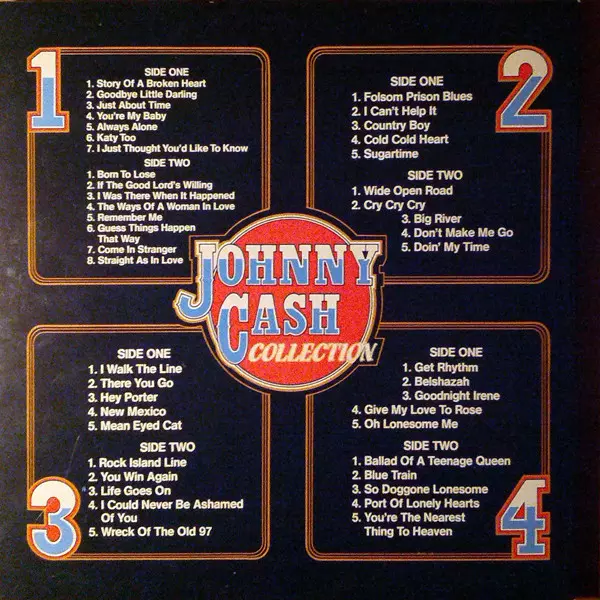 1
SIDE ONE
1. Story Of A Broken Heart
2. Goodbye Little Darling
3. Just About Time
4. You're My Baby
5. Always Alone
6. Katy Too
7. I Just Thought You'd Like To Know
SIDE TWO
1. Born To Lose
2. If The Good Lord's Willing
3. I Was There When It Happened
4. The Ways Of A Woman In Love
5. Remember Me
6. Guess Things Happen
That Way
7. Come In Stranger
8. Straight As In Love
2
SIDE ONE
1. Folsom Prison Blues
2. I Can't Help It
3. Country Boy
4. Cold Cold Heart
5. Sugartime
SIDE TWO
1. Wide Open Road
2. Cry Cry Cry
3. Big River
4. Don't Make Me Go
5. Doin' My Time
JOHNNY
CASH
COLLECTION
SIDE ONE
1. I Walk The Line
2. There You Go
3. Hey Porter
4. New Mexico
5. Mean Eyed Cat
SIDE TWO
1. Rock Island Line
2. You Win Again
3. Life Goes On
4. I Could Never Be Ashamed
Of You
5. Wreck Of The Old 97
3
SIDE ONE
1. Get Rhythm
2. Belshazah
3. Goodnight Irene
4. Give My Love To Rose
5. Oh Lonesome Me
SIDE TWO
1. Ballad Of A Teenage Queen
2. Blue Train
3. So Doggone Lonesome
4. Port Of Lonely Hearts
5. You're The Nearest
Thing To Heaven
4